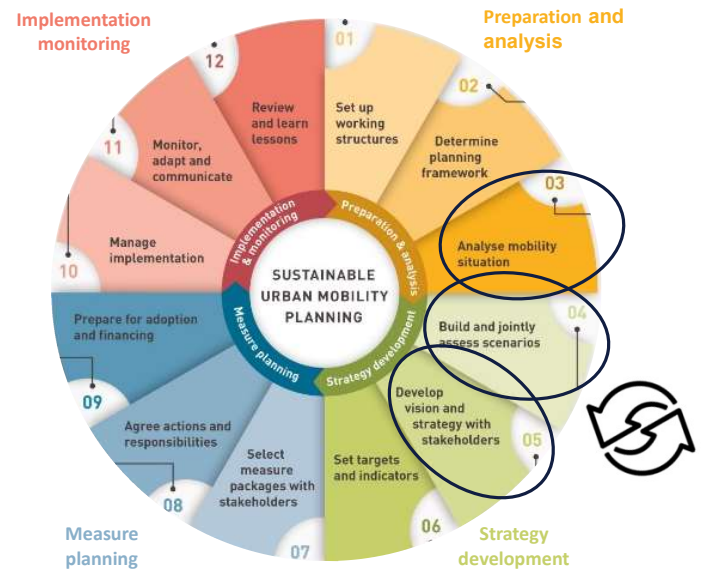 Implementation
monitoring
Preparation and
analysis
01
Set up
working
structures
02
Determine
planning
framework
03
Analyse mobility
situation
04
Build and jointly
assess scenarios
05
Develop
vision and
strategy with
stakeholders
06
Set targets
and indicators
07
Select
measure
packages with
stakeholders
08
Agree actions and
responsibilities
09
Prepare for adoption
and financing
10
Manage
implementation
11
Monitor,
adapt and
communicate
12
Review
and learn
lessons
Implementation
& monitoring
Preparation & analysis
Strategy development
Measure planning
SUSTAINABLE
URBAN MOBILITY
PLANNING
Measure
planning
Strategy
development